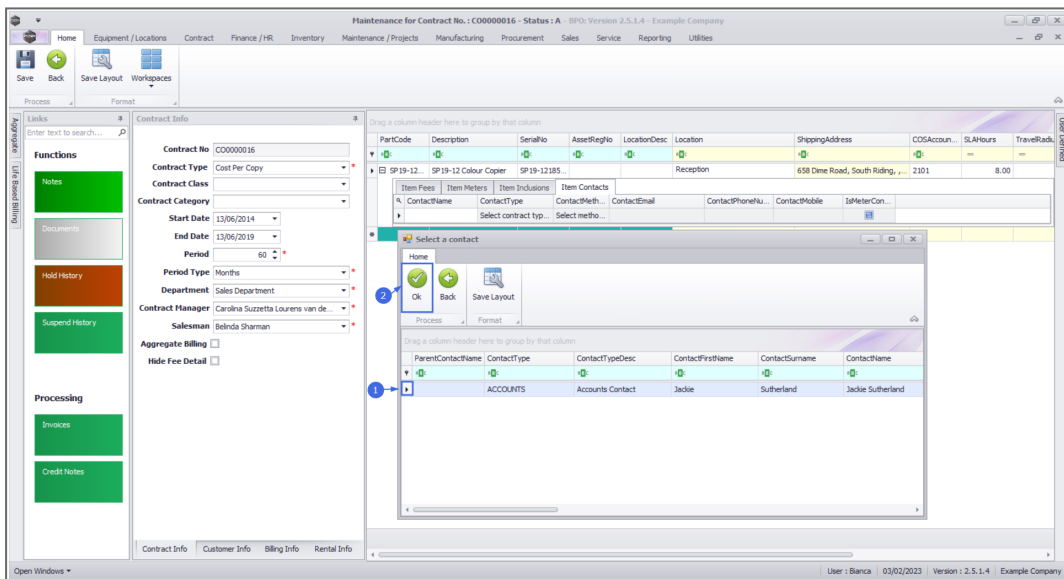 Maintenance for Contract No. : CO0000016 - Status : A - BPO: Version 2.5.1.4 - Example Company
Home Equipment / Locations Contract Finance / HR Inventory Maintenance / Projects Manufacturing Procurement Sales Service Reporting Utilities
Save Back Save Layout Workspaces
Process Format
Aggregate
Life Based Billing
Links
Enter text to search...
Functions
Notes
Documents
Hold History
Suspend History
Processing
Invoices
Credit Notes
Contract Info
Contract No CO0000016
Contract Type Cost Per Copy *
Contract Class
Contract Category
Start Date 13/06/2014
End Date 13/06/2019
Period 60 *
Period Type Months *
Department Sales Department *
Contract Manager Carolina Suzzetta Lourens van de... *
Salesman Belinda Sharman *
Aggregate Billing
Hide Fee Detail
Contract Info Customer Info Billing Info Rental Info
Drag a column header here to group by that column
PartCode Description SerialNo AssetRegNo LocationDesc Location ShippingAddress COSAccoun... SLAHours TravelRadiu
SP19-12... SP19-12 Colour Copier SP19-12185... Reception 658 Dime Road, South Riding, ,... 2101 8.00
Item Fees Item Meters Item Inclusions Item Contacts
ContactName ContactType ContactMeth... ContactEmail ContactPhoneNu... ContactMobile IsMeterCon...
Select contract typ... Select metho...
User Defined
Select a contact
Home
2
Ok Back Save Layout
Process Format
Drag a column header here to group by that column
ParentContactName ContactType ContactTypeDesc ContactFirstName ContactSurname ContactName
1
ACCOUNTS Accounts Contact Jackie Sutherland Jackie Sutherland
Open Windows User : Bianca 03/02/2023 Version : 2.5.1.4 Example Company